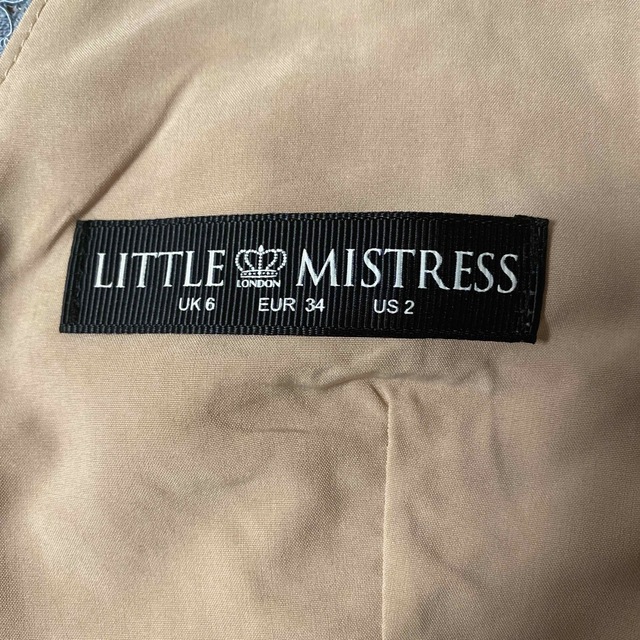 LITTLE LONDON MISTRESS
UK 6 EUR 34 US 2